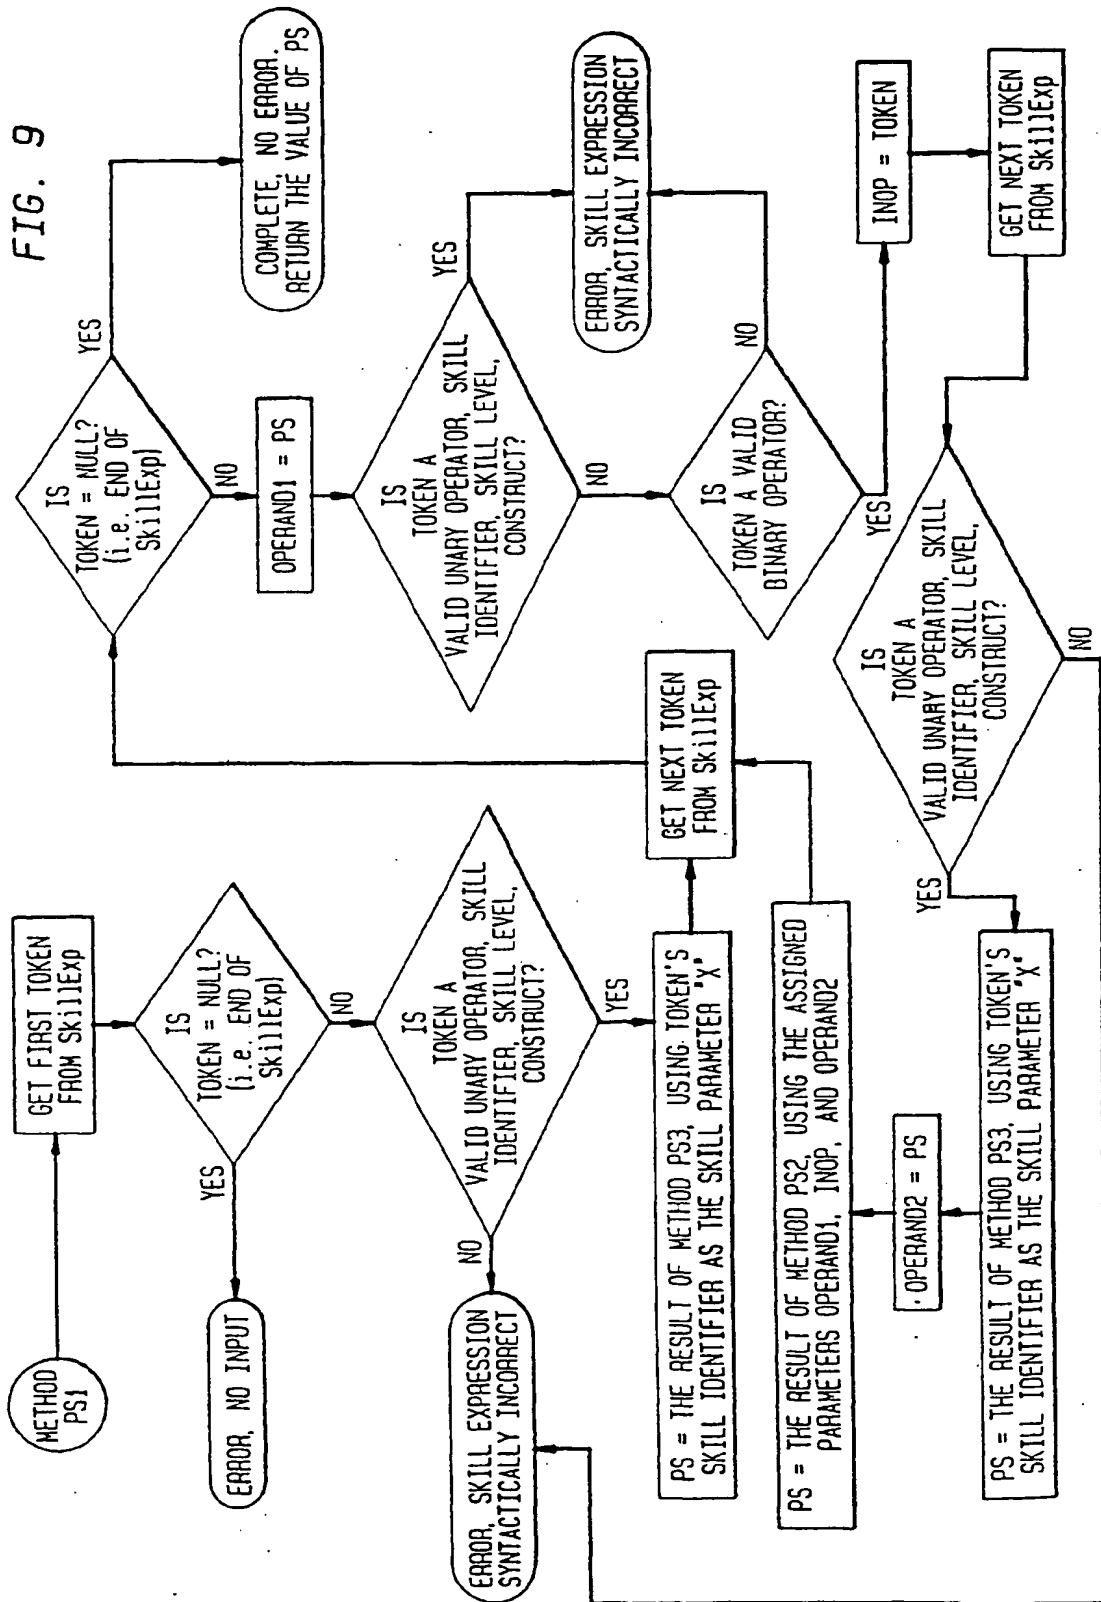 FIG. 9
METHOD
PS1
GET FIRST TOKEN
FROM SkillExp
IS
TOKEN = NULL?
(i.e. END OF
SkillExp)
YES
NO
ERROR, NO INPUT
IS
TOKEN A
VALID UNARY OPERATOR, SKILL
IDENTIFIER, SKILL LEVEL,
CONSTRUCT?
NO
YES
ERROR, SKILL EXPRESSION
SYNTACTICALLY INCORRECT
PS = THE RESULT OF METHOD PS3, USING TOKEN'S
SKILL IDENTIFIER AS THE SKILL PARAMETER "X"
GET NEXT TOKEN
FROM SkillExp
IS
TOKEN = NULL?
(i.e. END OF
SkillExp)
YES
NO
COMPLETE, NO ERROR.
RETURN THE VALUE OF PS
OPERAND1 = PS
IS
TOKEN A
VALID UNARY OPERATOR, SKILL
IDENTIFIER, SKILL LEVEL,
CONSTRUCT?
YES
NO
ERROR, SKILL EXPRESSION
SYNTACTICALLY INCORRECT
IS
TOKEN A VALID
BINARY OPERATOR?
NO
YES
INOP = TOKEN
GET NEXT TOKEN
FROM SkillExp
IS
TOKEN A
VALID UNARY OPERATOR, SKILL
IDENTIFIER, SKILL LEVEL,
CONSTRUCT?
YES
NO
PS = THE RESULT OF METHOD PS3, USING TOKEN'S
SKILL IDENTIFIER AS THE SKILL PARAMETER "X"
OPERAND2 = PS
PS = THE RESULT OF METHOD PS2, USING THE ASSIGNED
PARAMETERS OPERAND1, INOP, AND OPERAND2